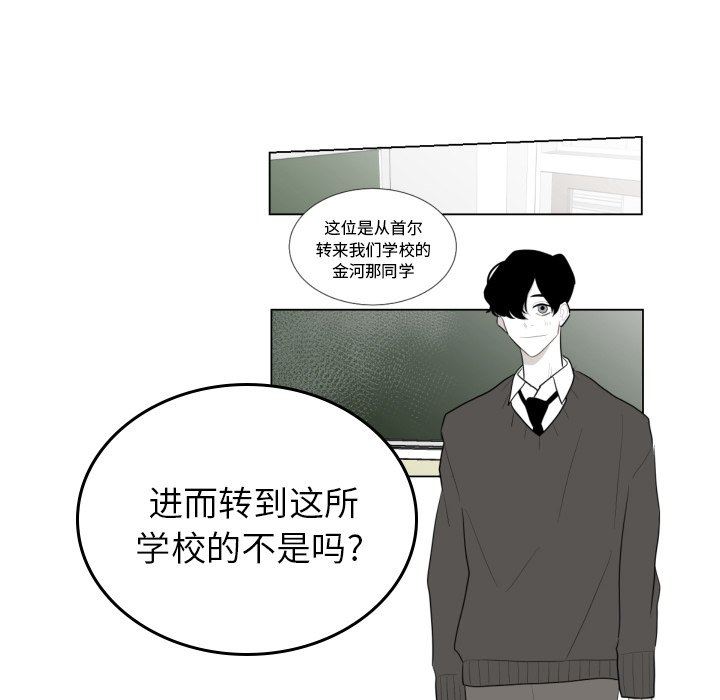 这位是从首尔
转来我们学校的
金河那同学
进而转到这所
学校的不是吗?